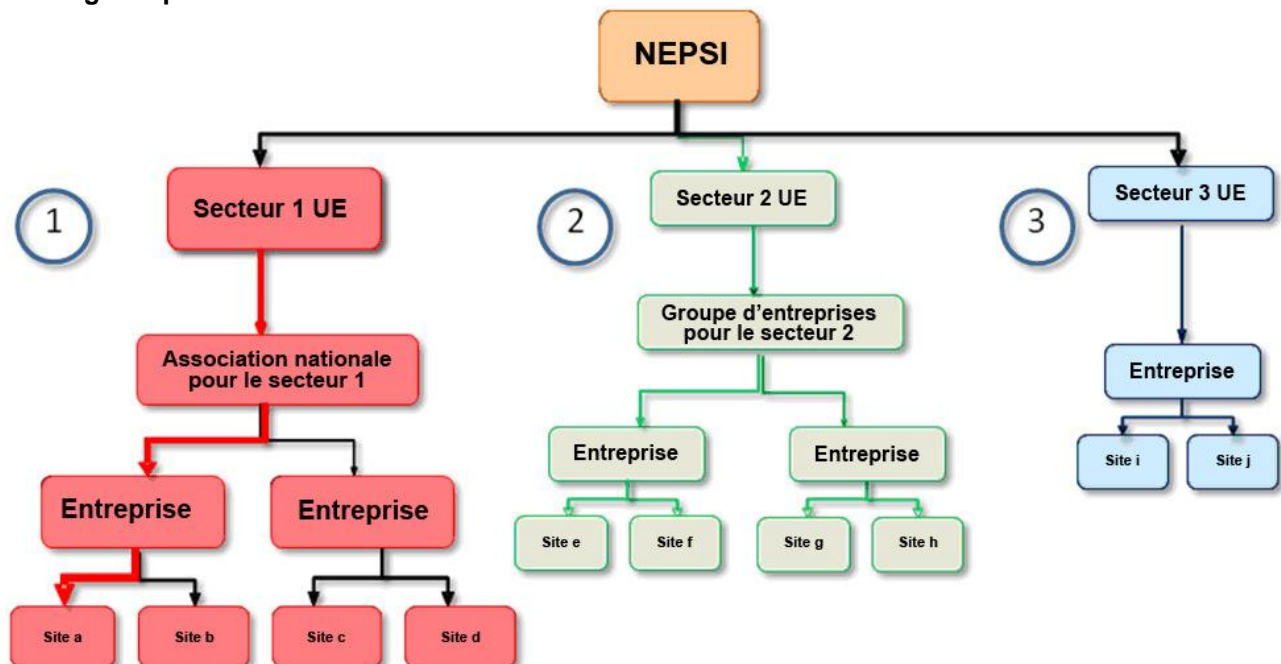 NEPSI
1
Secteur 1 UE
2
Secteur 2 UE
3
Secteur 3 UE
Association nationale
pour le secteur 1
Groupe d’entreprises
pour le secteur 2
Entreprise
Entreprise
Entreprise
Entreprise
Entreprise
Site a
Site b
Site c
Site d
Site e
Site f
Site g
Site h
Site i
Site j